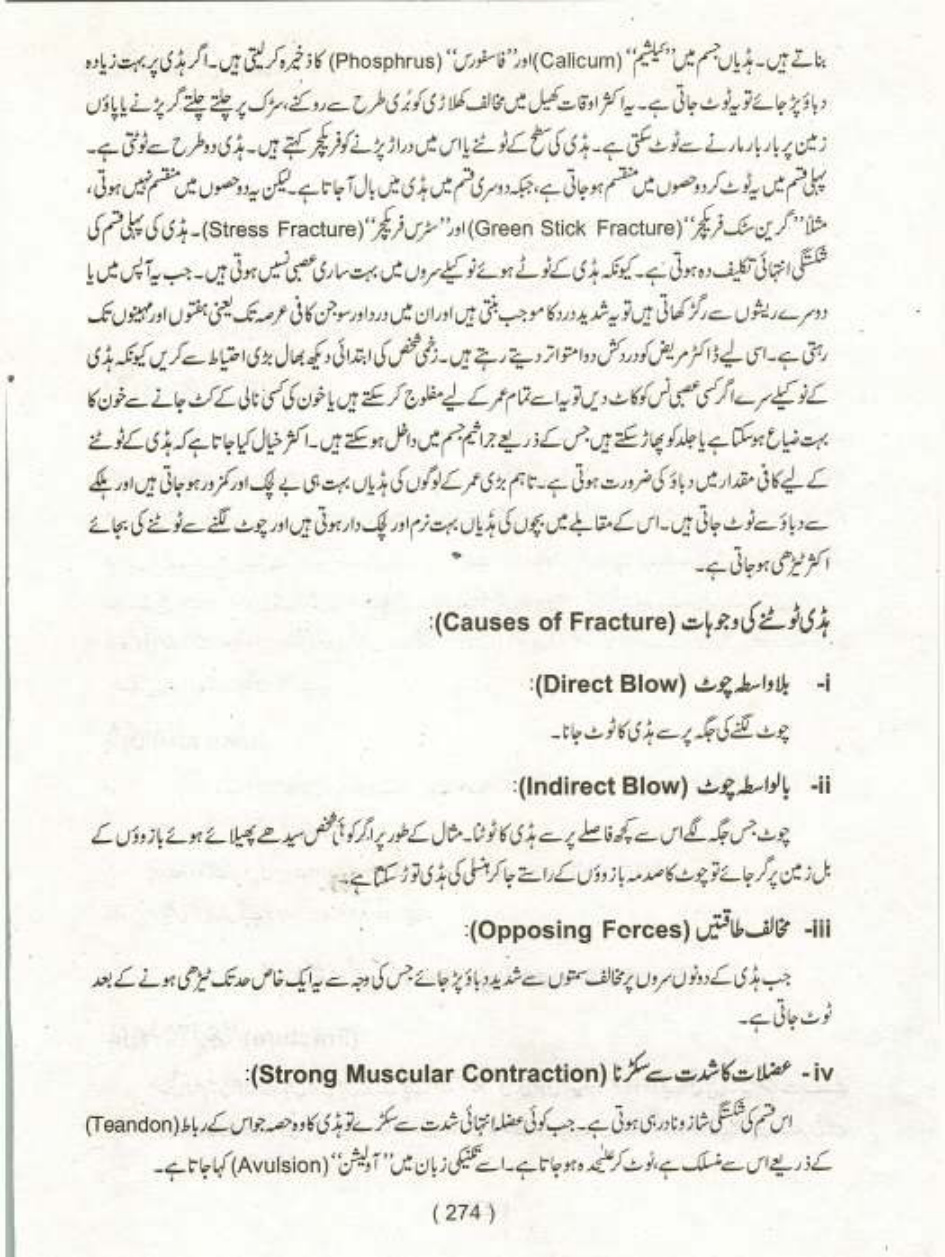 بناتے ہیں۔ ہڈیاں جسم میں ''کیلشیم'' (Calicum) اور ''فاسفورس'' (Phosphrus) کا ذخیرہ کر لیتی ہیں۔ اگر ہڈی پر بہت زیادہ
دباؤ پڑ جائے تو یہ ٹوٹ جاتی ہے۔ یہ اکثر اوقات کھیل میں مخالف کھلاڑی کو بُری طرح سے روکنے، سڑک پر چلتے چلتے گر پڑنے یا پاؤں
زمین پر بار بار مارنے سے ٹوٹ سکتی ہے۔ ہڈی کی سطح کے ٹوٹنے یا اس میں دراڑ پڑنے کو فریکچر کہتے ہیں۔ ہڈی دو طرح سے ٹوٹتی ہے۔
پہلی قسم میں یہ ٹوٹ کر دو حصوں میں منقسم ہو جاتی ہے، جبکہ دوسری قسم میں ہڈی میں بال آ جاتا ہے۔ لیکن یہ دو حصوں میں منقسم نہیں ہوتی،
مثلاً ''گرین سٹک فریکچر'' (Green Stick Fracture) اور ''سٹرس فریکچر'' (Stress Fracture)۔ ہڈی کی پہلی قسم کی
شکستگی انتہائی تکلیف دہ ہوتی ہے۔ کیونکہ ہڈی کے ٹوٹے ہوئے نوکیلے سروں میں بہت ساری عصبی نسیں ہوتی ہیں۔ جب یہ آپس میں یا
دوسرے ریشوں سے رگڑ کھاتی ہیں تو یہ شدید درد کا موجب بنتی ہیں اور ان میں درد اور سوجن کافی عرصہ تک یعنی ہفتوں اور مہینوں تک
رہتی ہے۔ اسی لیے ڈاکٹر مریض کو درد کش دوا متواتر دیتے رہتے ہیں۔ زخمی شخص کی ابتدائی دیکھ بھال بڑی احتیاط سے کریں کیونکہ ہڈی
کے نوکیلے سرے اگر کسی عصبی نس کو کاٹ دیں تو یہ اسے تمام عمر کے لیے مفلوج کر سکتے ہیں یا خون کی کسی نالی کے کٹ جانے سے خون کا
بہت ضیاع ہو سکتا ہے یا جلد کو پھاڑ سکتے ہیں جس کے ذریعے جراثیم جسم میں داخل ہو سکتے ہیں۔ اکثر خیال کیا جاتا ہے کہ ہڈی کے ٹوٹنے
کے لیے کافی مقدار میں دباؤ کی ضرورت ہوتی ہے۔ تاہم بڑی عمر کے لوگوں کی ہڈیاں بہت ہی بے لچک اور کمزور ہو جاتی ہیں اور ہلکے
سے دباؤ سے ٹوٹ جاتی ہیں۔ اس کے مقابلے میں بچوں کی ہڈیاں بہت نرم اور لچک دار ہوتی ہیں اور چوٹ لگنے سے ٹوٹنے کی بجائے
اکثر ٹیڑھی ہو جاتی ہے۔
ہڈی ٹوٹنے کی وجوہات (Causes of Fracture):
i- بلاواسطہ چوٹ (Direct Blow):
چوٹ لگنے کی جگہ پر سے ہڈی کا ٹوٹ جانا۔
ii- بالواسطہ چوٹ (Indirect Blow):
چوٹ جس جگہ لگے اس سے کچھ فاصلے پر سے ہڈی کا ٹوٹنا۔ مثال کے طور پر اگر کوئی شخص سیدھے پھیلائے ہوئے بازوؤں کے
بل زمین پر گر جائے تو چوٹ کا صدمہ بازوؤں کے راستے جا کر ہنسلی کی ہڈی توڑ سکتا ہے۔
iii- مخالف طاقتیں (Opposing Forces):
جب ہڈی کے دونوں سروں پر مخالف سمتوں سے شدید دباؤ پڑ جائے جس کی وجہ سے یہ ایک خاص حد تک ٹیڑھی ہونے کے بعد
ٹوٹ جاتی ہے۔
iv- عضلات کا شدت سے سکڑنا (Strong Muscular Contraction):
اس قسم کی شکستگی شاز و نادر ہی ہوتی ہے۔ جب کوئی عضلہ انتہائی شدت سے سکڑے تو ہڈی کا وہ حصہ جو اس کے رباط (Teandon)
کے ذریعے اس سے منسلک ہے، ٹوٹ کر علیحدہ ہو جاتا ہے۔ اسے تکنیکی زبان میں ''آولیشن'' (Avulsion) کہا جاتا ہے۔
( 274 )